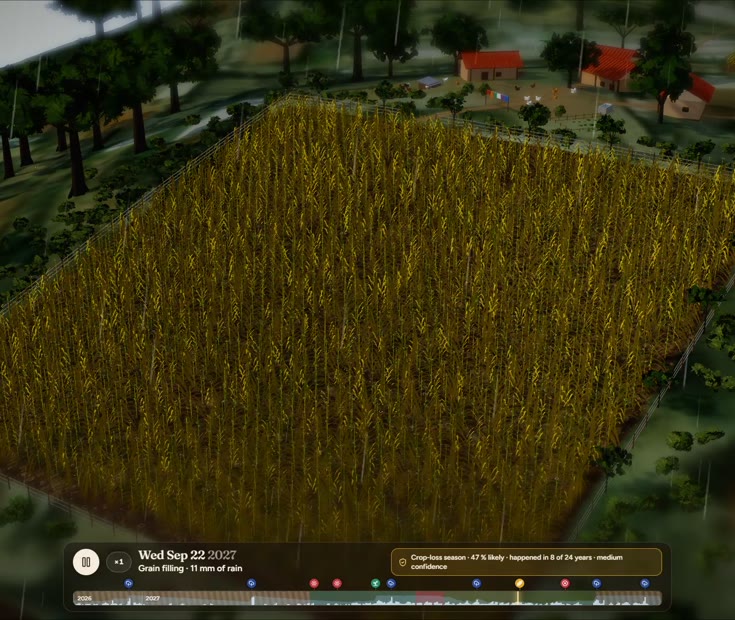 ×1
Wed Sep 22 2027
Grain filling · 11 mm of rain
Crop-loss season · 47 % likely · happened in 8 of 24 years · medium
confidence
2026
2027